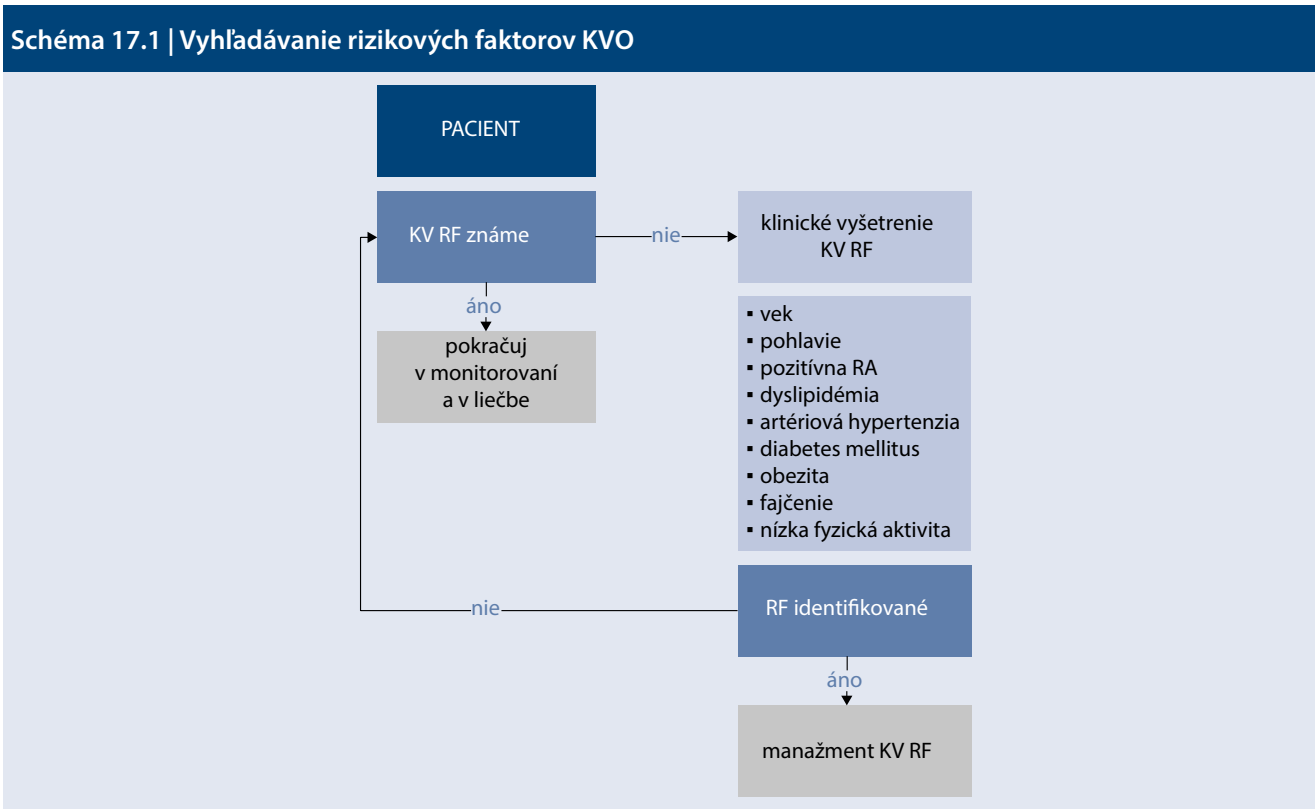 Schéma 17.1 | Vyhľadávanie rizikových faktorov KVO
PACIENT
KV RF známe
nie
klinické vyšetrenie
KV RF
áno
pokračuj
v monitorovaní
a v liečbe
▪ vek
▪ pohlavie
▪ pozitívna RA
▪ dyslipidémia
▪ artériová hypertenzia
▪ diabetes mellitus
▪ obezita
▪ fajčenie
▪ nízka fyzická aktivita
nie
RF identifikované
áno
manažment KV RF